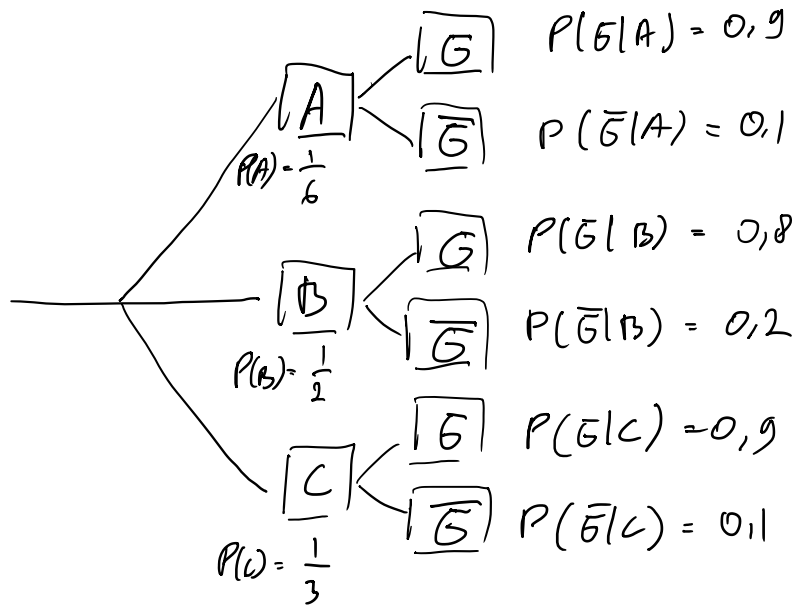 G P(G|A) = 0,9
A
G̅ P(G̅|A) = 0,1
P(A) = 1/6
G P(G|B) = 0,8
B
G̅ P(G̅|B) = 0,2
P(B) = 1/2
G P(G|C) = 0,9
C
G̅ P(G̅|C) = 0,1
P(C) = 1/3